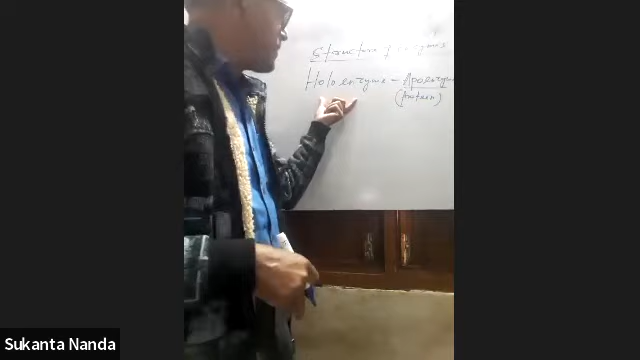 Structure of enzymes
Holoenzyme - Apoenzyme
(protein)
Sukanta Nanda